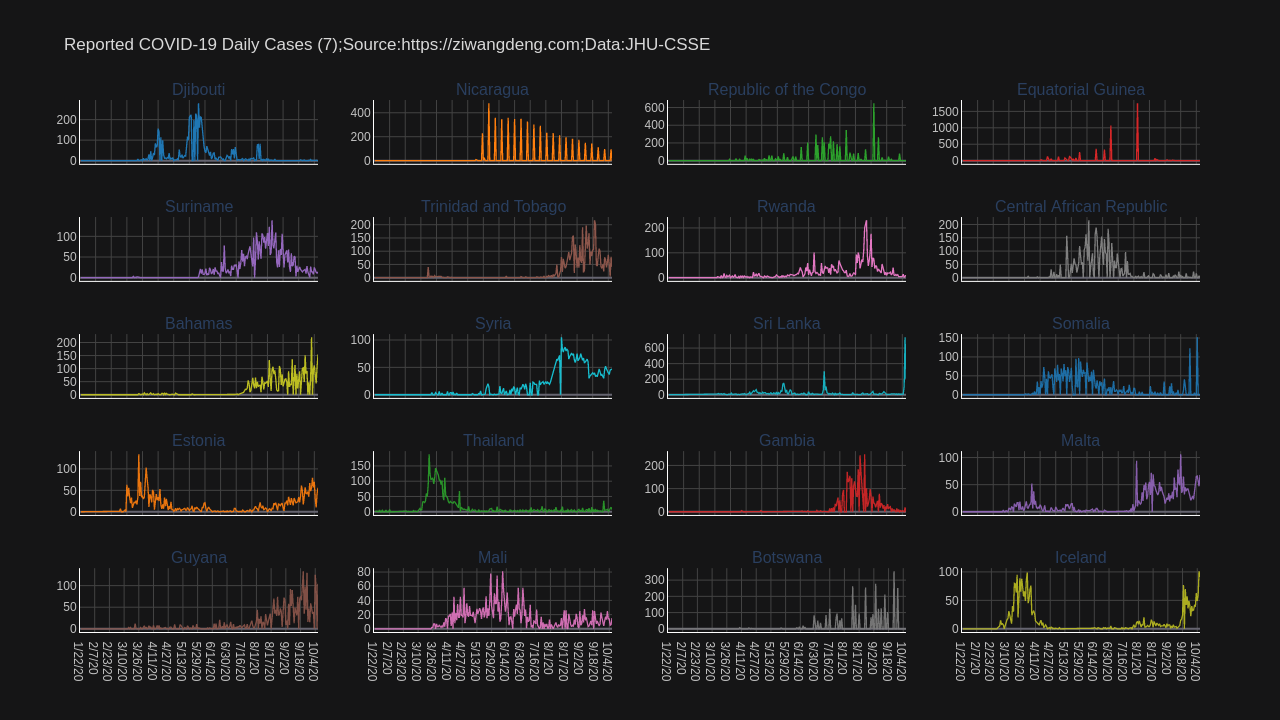 Reported COVID-19 Daily Cases (7);Source:https://ziwangdeng.com;Data:JHU-CSSE
Djibouti Nicaragua Republic of the Congo Equatorial Guinea
200 400 600 1500
100 200 400 1000
0 0 200 500
0 0
Suriname Trinidad and Tobago Rwanda Central African Republic
100 200 200 200
50 150 100 150
0 100 0 100
50 50
0 0
Bahamas Syria Sri Lanka Somalia
200 100 600 150
150 50 400 100
100 0 200 50
50 0 0
0
Estonia Thailand Gambia Malta
100 150 200 100
50 100 100 50
0 50 0 0
0
Guyana Mali Botswana Iceland
100 80 300 100
50 60 200 50
0 40 100 0
20 0
0
1/22/20 2/7/20 2/23/20 3/10/20 3/26/20 4/11/20 4/27/20 5/13/20 5/29/20 6/14/20 6/30/20 7/16/20 8/1/20 8/17/20 9/2/20 9/18/20 10/4/20
1/22/20 2/7/20 2/23/20 3/10/20 3/26/20 4/11/20 4/27/20 5/13/20 5/29/20 6/14/20 6/30/20 7/16/20 8/1/20 8/17/20 9/2/20 9/18/20 10/4/20
1/22/20 2/7/20 2/23/20 3/10/20 3/26/20 4/11/20 4/27/20 5/13/20 5/29/20 6/14/20 6/30/20 7/16/20 8/1/20 8/17/20 9/2/20 9/18/20 10/4/20
1/22/20 2/7/20 2/23/20 3/10/20 3/26/20 4/11/20 4/27/20 5/13/20 5/29/20 6/14/20 6/30/20 7/16/20 8/1/20 8/17/20 9/2/20 9/18/20 10/4/20